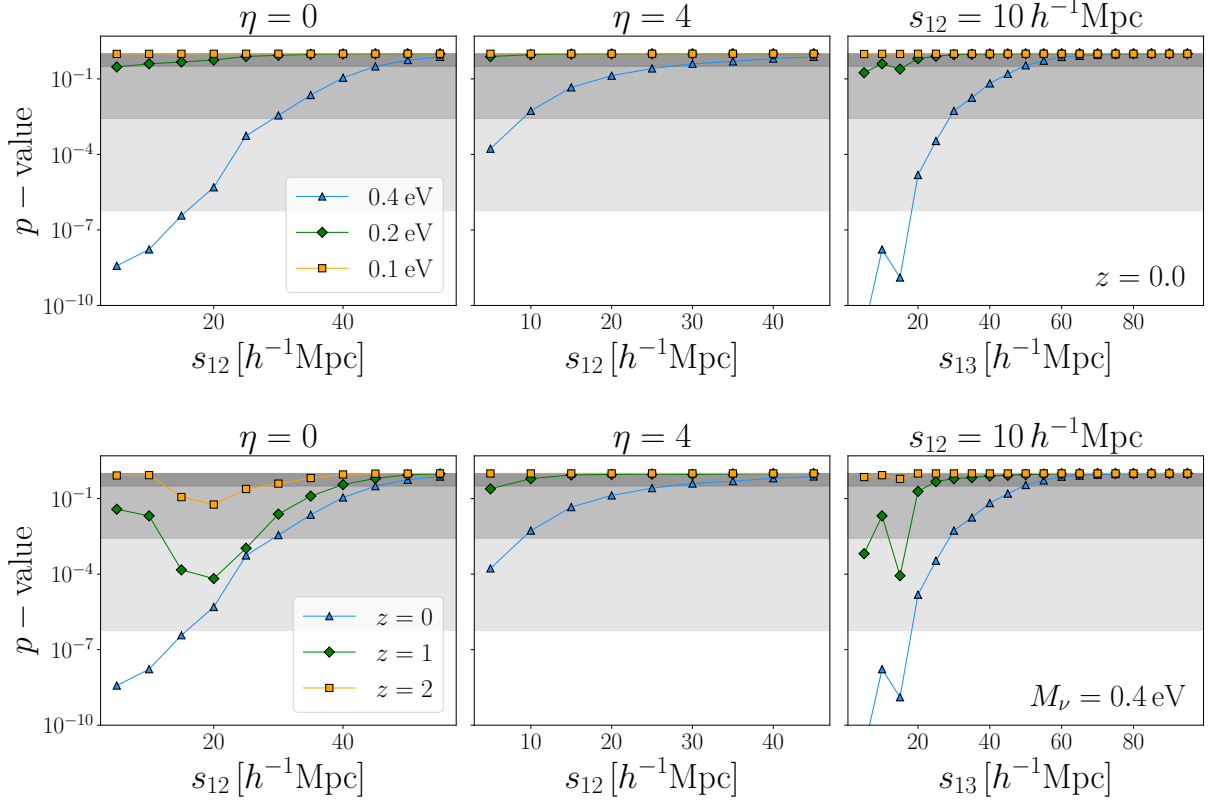 η = 0
η = 4
s₁₂ = 10 h⁻¹Mpc
p − value
10⁻¹
10⁻⁴
10⁻⁷
10⁻¹⁰
0.4 eV
0.2 eV
0.1 eV
z = 0.0
20 40
10 20 30 40
20 40 60 80
s₁₂ [h⁻¹Mpc]
s₁₂ [h⁻¹Mpc]
s₁₃ [h⁻¹Mpc]
η = 0
η = 4
s₁₂ = 10 h⁻¹Mpc
p − value
10⁻¹
10⁻⁴
10⁻⁷
10⁻¹⁰
z = 0
z = 1
z = 2
M_ν = 0.4 eV
20 40
10 20 30 40
20 40 60 80
s₁₂ [h⁻¹Mpc]
s₁₂ [h⁻¹Mpc]
s₁₃ [h⁻¹Mpc]